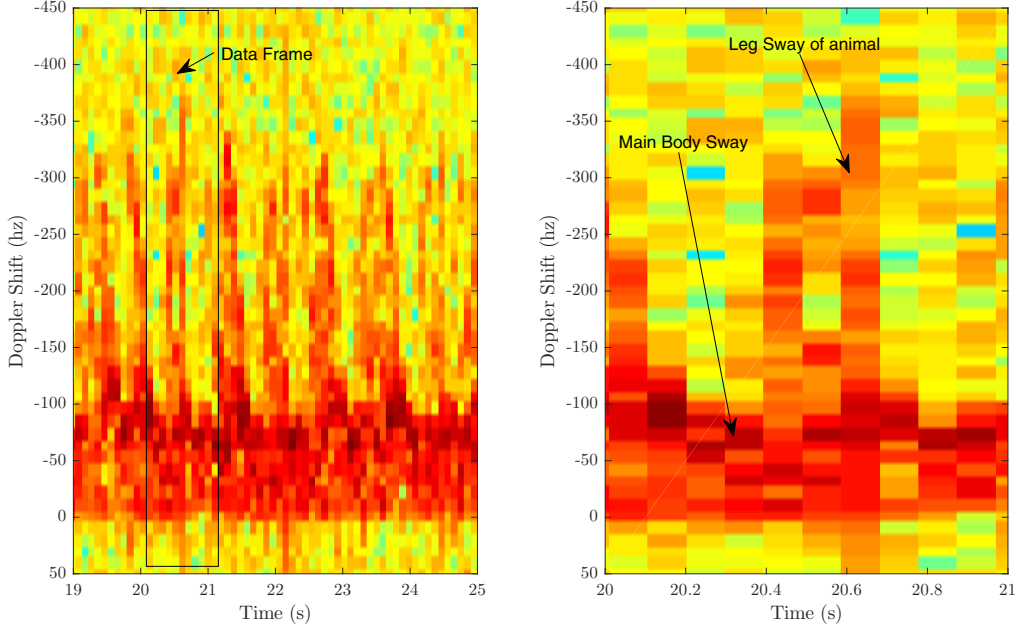 -450
-400
-350
-300
-250
-200
-150
-100
-50
0
50
Doppler Shift (hz)
19 20 21 22 23 24 25
Time (s)
Data Frame
-450
-400
-350
-300
-250
-200
-150
-100
-50
0
50
Doppler Shift (hz)
20 20.2 20.4 20.6 20.8 21
Time (s)
Leg Sway of animal
Main Body Sway